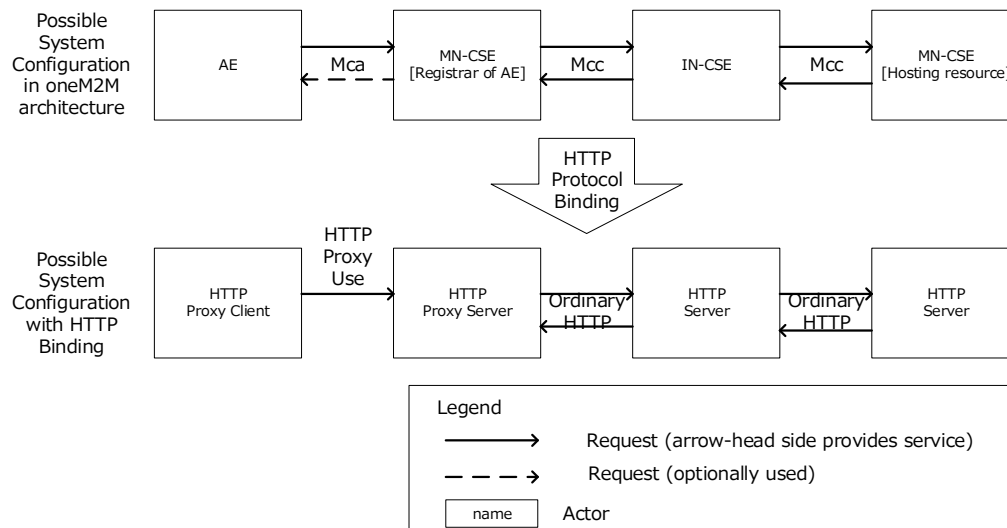 Possible
System
Configuration
in oneM2M
architecture
AE
Mca
MN-CSE
[Registrar of AE]
Mcc
IN-CSE
Mcc
MN-CSE
[Hosting resource]
HTTP
Protocol
Binding
Possible
System
Configuration
with HTTP
Binding
HTTP
Proxy Client
HTTP
Proxy
Use
HTTP
Proxy Server
Ordinary
HTTP
HTTP
Server
Ordinary
HTTP
HTTP
Server
Legend
Request (arrow-head side provides service)
Request (optionally used)
name
Actor